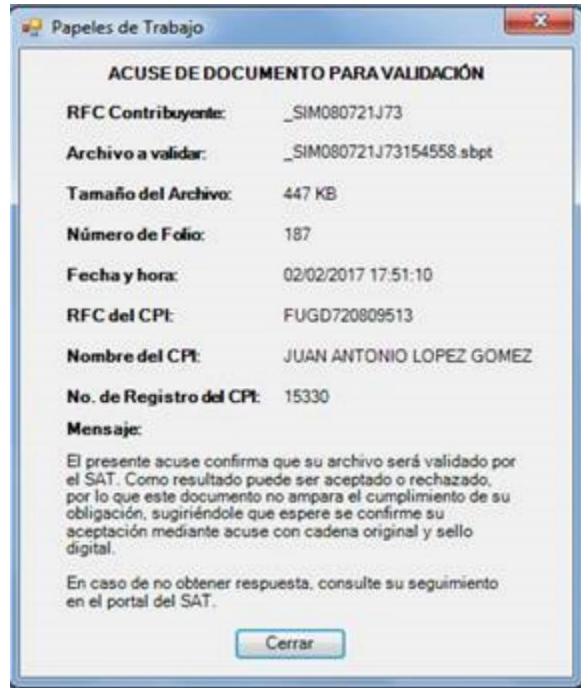 Papeles de Trabajo
ACUSE DE DOCUMENTO PARA VALIDACIÓN
RFC Contribuyente: _SIM080721J73
Archivo a validar: _SIM080721J73154558.sbpt
Tamaño del Archivo: 447 KB
Número de Folio: 187
Fecha y hora: 02/02/2017 17:51:10
RFC del CPI: FUGD720809513
Nombre del CPI: JUAN ANTONIO LOPEZ GOMEZ
No. de Registro del CPI: 15330
Mensaje:
El presente acuse confirma que su archivo será validado por
el SAT. Como resultado puede ser aceptado o rechazado,
por lo que este documento no ampara el cumplimiento de su
obligación, sugiriéndole que espere se confirme su
aceptación mediante acuse con cadena original y sello
digital.
En caso de no obtener respuesta, consulte su seguimiento
en el portal del SAT.
Cerrar